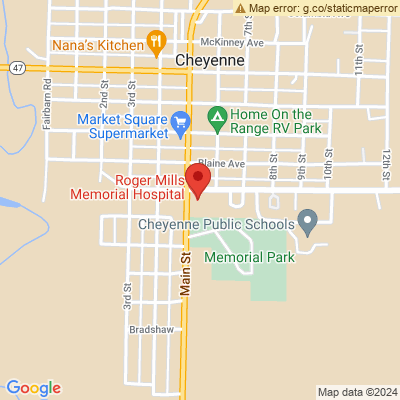 Map error: g.co/staticmaperror
McKinney Ave
Nana's Kitchen
Cheyenne
47
Fairbarn Rd
2nd St
3rd St
7th St
11th St
Market Square
Supermarket
Home On the
Range RV Park
Blaine Ave
8th St
9th St
10th St
12th St
Roger Mills
Memorial Hospital
Cheyenne Public Schools
Memorial Park
Main St
3rd St
Bradshaw
Google
Map data ©2024